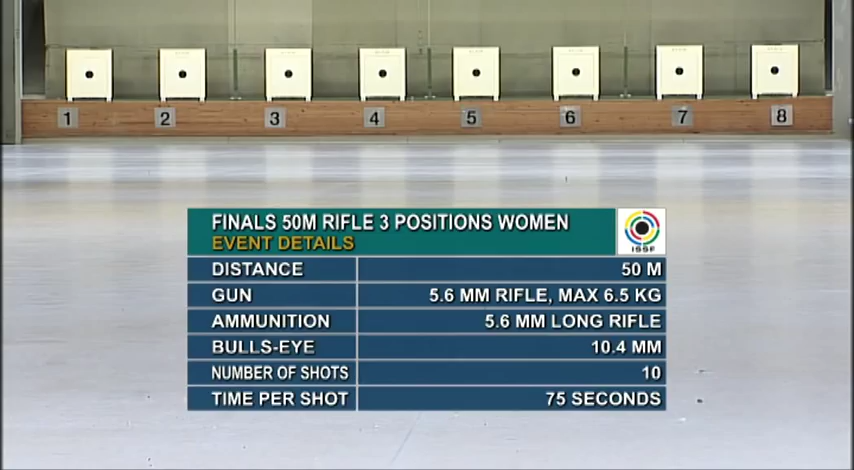 1 2 3 4 5 6 7 8
FINALS 50M RIFLE 3 POSITIONS WOMEN
EVENT DETAILS
ISSF
DISTANCE 50 M
GUN 5.6 MM RIFLE, MAX 6.5 KG
AMMUNITION 5.6 MM LONG RIFLE
BULLS-EYE 10.4 MM
NUMBER OF SHOTS 10
TIME PER SHOT 75 SECONDS